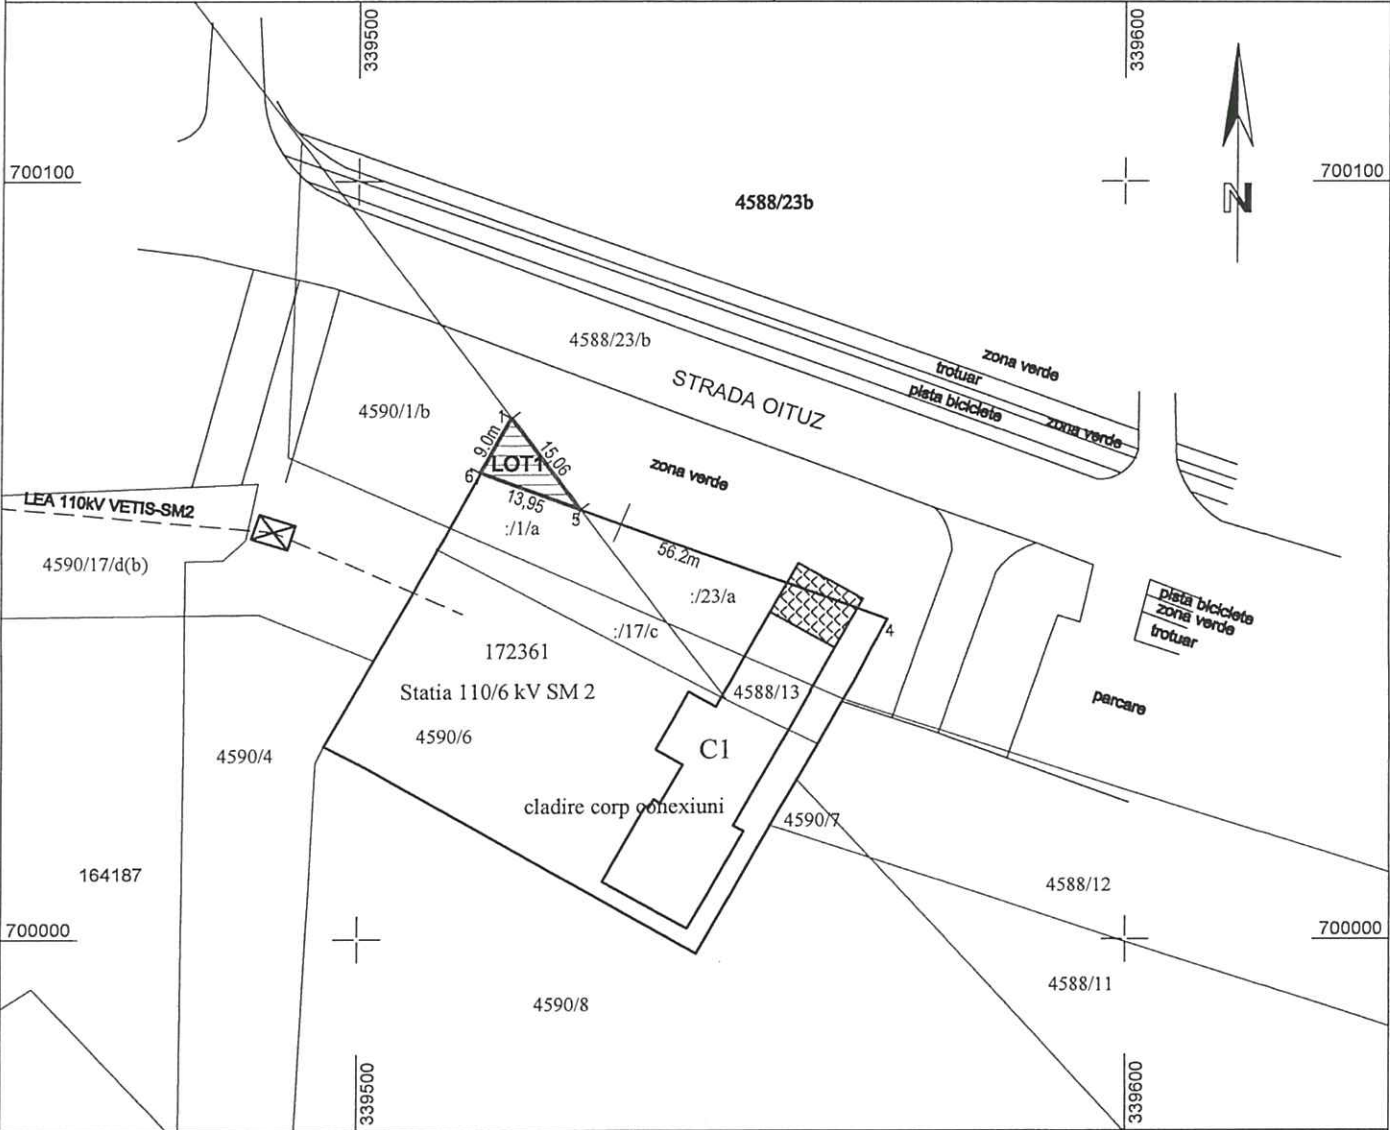 339500
339600
700100
700100
N
4588/23b
4588/23/b
zona verde
trotuar
STRADA OITUZ
pista biciclete
zona verde
4590/1/b
1
9.0m
15,06
LOT1
6
zona verde
13,95
5
LEA 110kV VETIS-SM2
:/1/a
56.2m
4590/17/d(b)
:/23/a
pista biciclete
zona verde
trotuar
4
:/17/c
172361
Statia 110/6 kV SM 2
4588/13
parcare
4590/6
C1
4590/4
cladire corp conexiuni
4590/7
164187
4588/12
700000
700000
4588/11
4590/8
339500
339600